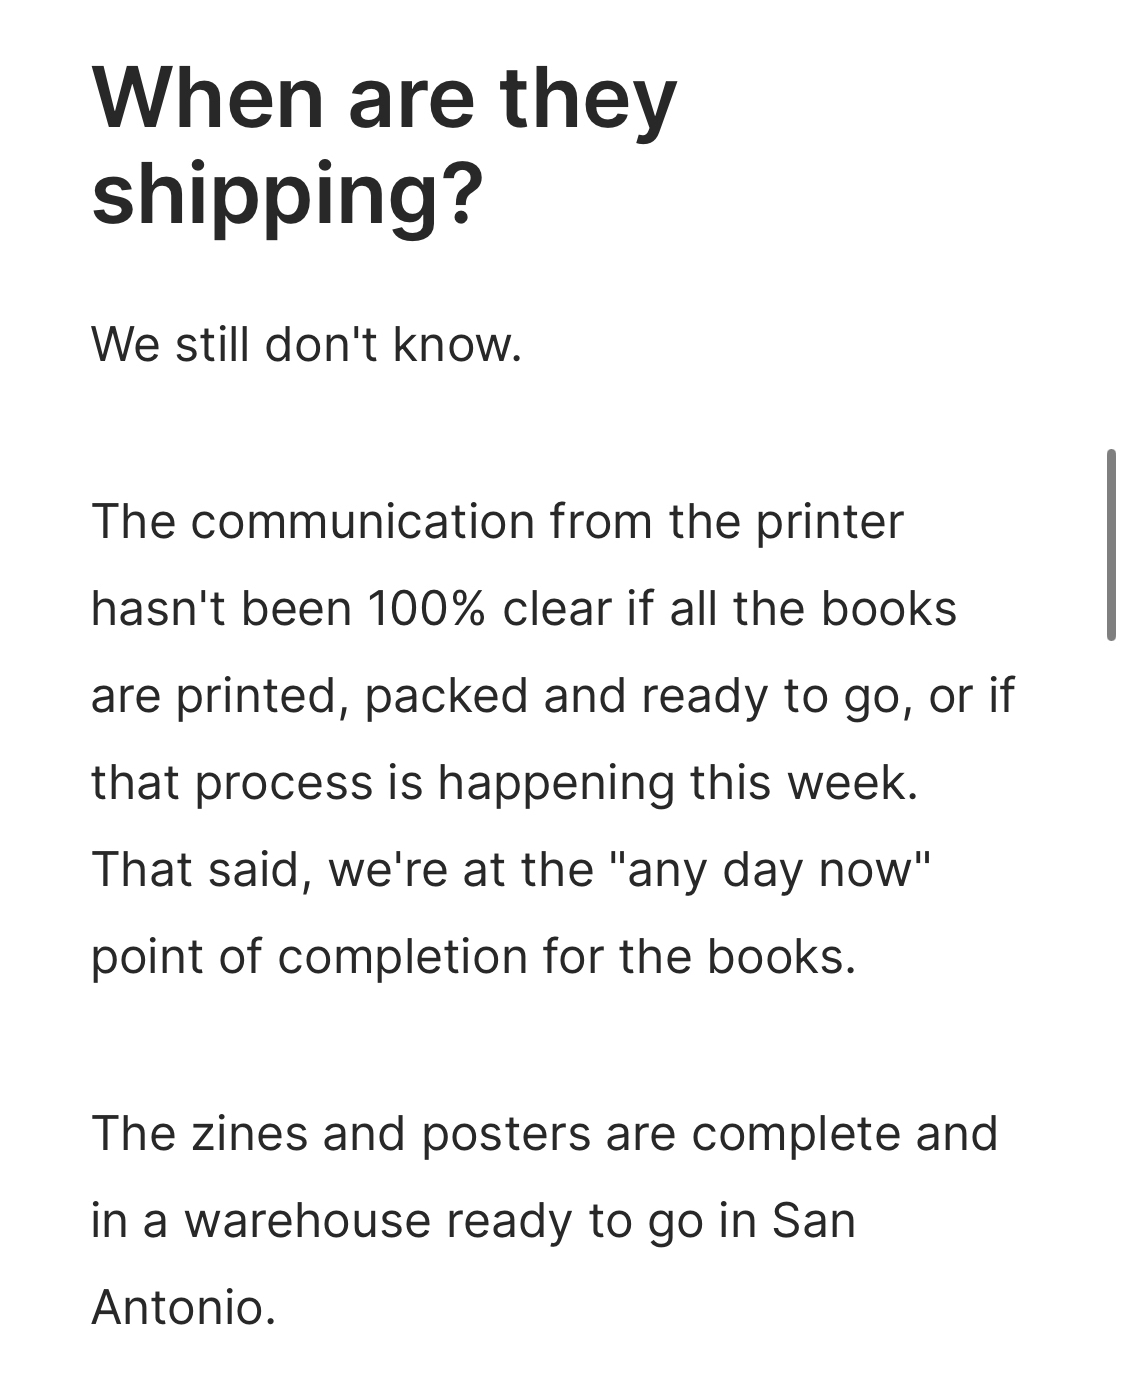 When are they
shipping?
We still don't know.
The communication from the printer
hasn't been 100% clear if all the books
are printed, packed and ready to go, or if
that process is happening this week.
That said, we're at the "any day now"
point of completion for the books.
The zines and posters are complete and
in a warehouse ready to go in San
Antonio.